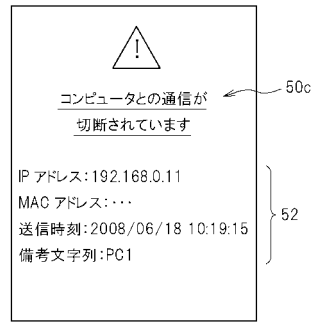 !
コンピュータとの通信が
切断されています
50c
IP アドレス:192.168.0.11
MAC アドレス:···
送信時刻:2008/06/18 10:19:15
備考文字列:PC1
52